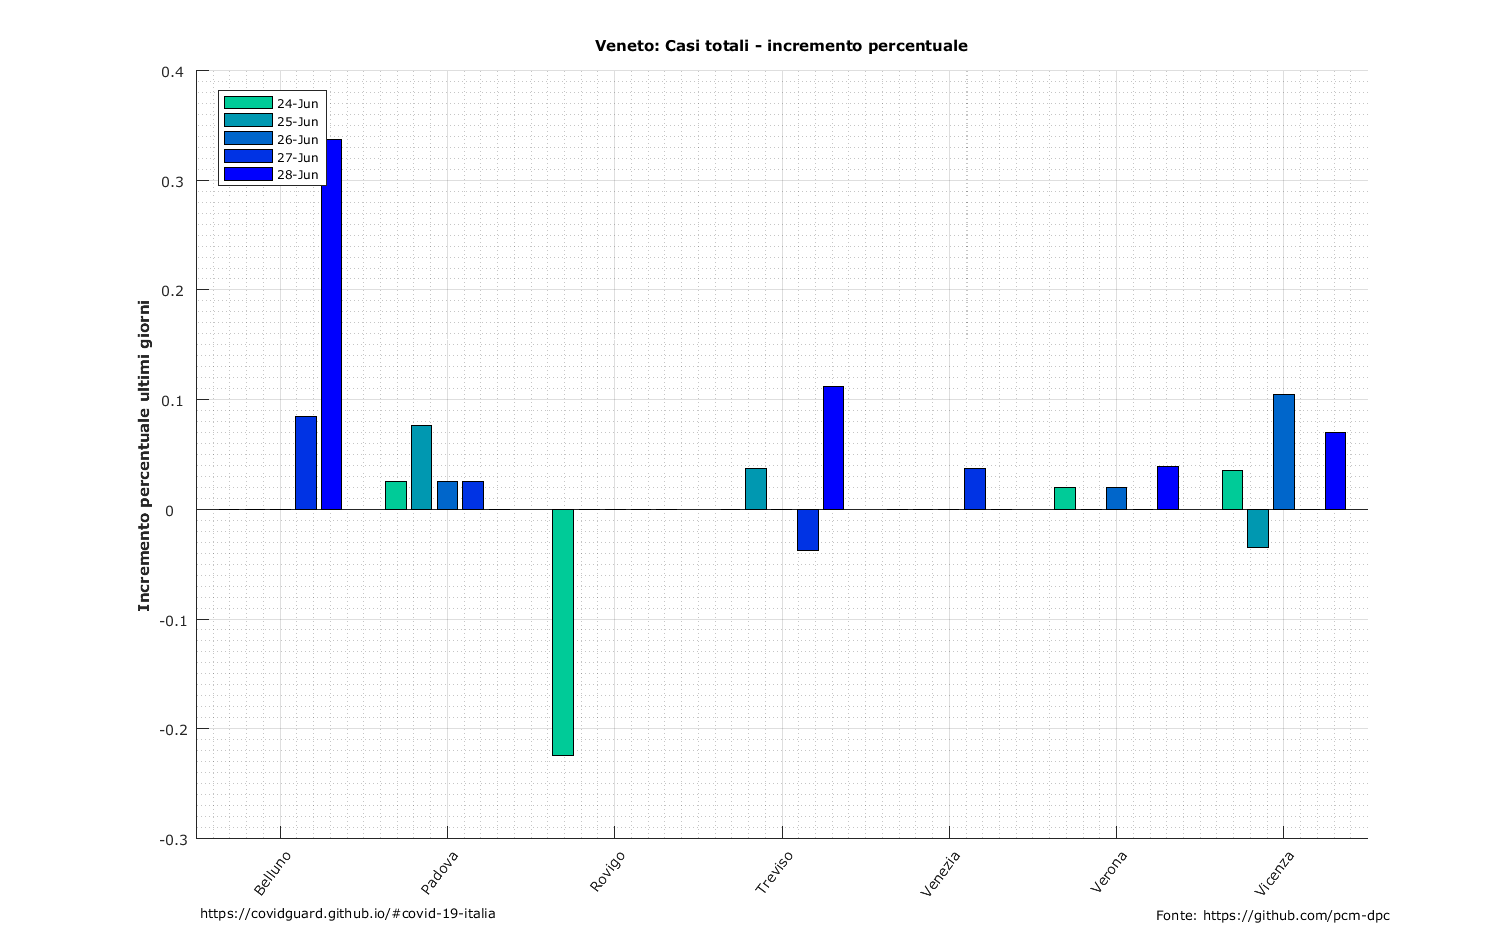 Veneto: Casi totali - incremento percentuale
0.4
0.3
0.2
0.1
0
-0.1
-0.2
-0.3
Incremento percentuale ultimi giorni
24-Jun
25-Jun
26-Jun
27-Jun
28-Jun
Belluno
Padova
Rovigo
Treviso
Venezia
Verona
Vicenza
https://covidguard.github.io/#covid-19-italia
Fonte: https://github.com/pcm-dpc